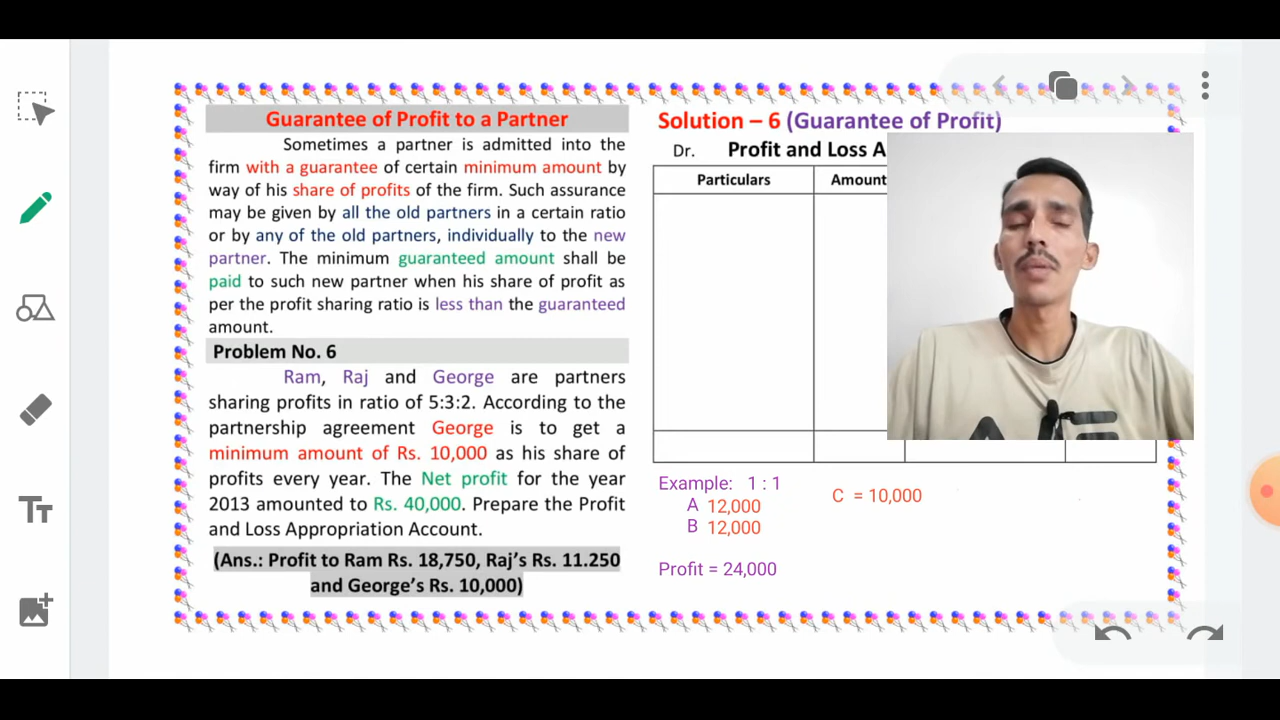 Guarantee of Profit to a Partner
Sometimes a partner is admitted into the
firm with a guarantee of certain minimum amount by
way of his share of profits of the firm. Such assurance
may be given by all the old partners in a certain ratio
or by any of the old partners, individually to the new
partner. The minimum guaranteed amount shall be
paid to such new partner when his share of profit as
per the profit sharing ratio is less than the guaranteed
amount.
Problem No. 6
Ram, Raj and George are partners
sharing profits in ratio of 5:3:2. According to the
partnership agreement George is to get a
minimum amount of Rs. 10,000 as his share of
profits every year. The Net profit for the year
2013 amounted to Rs. 40,000. Prepare the Profit
and Loss Appropriation Account.
(Ans.: Profit to Ram Rs. 18,750, Raj's Rs. 11.250
and George's Rs. 10,000)
Solution – 6 (Guarantee of Profit)
Dr. Profit and Loss A
Particulars Amount
Example: 1 : 1
A 12,000 C = 10,000
B 12,000
Profit = 24,000
Tt